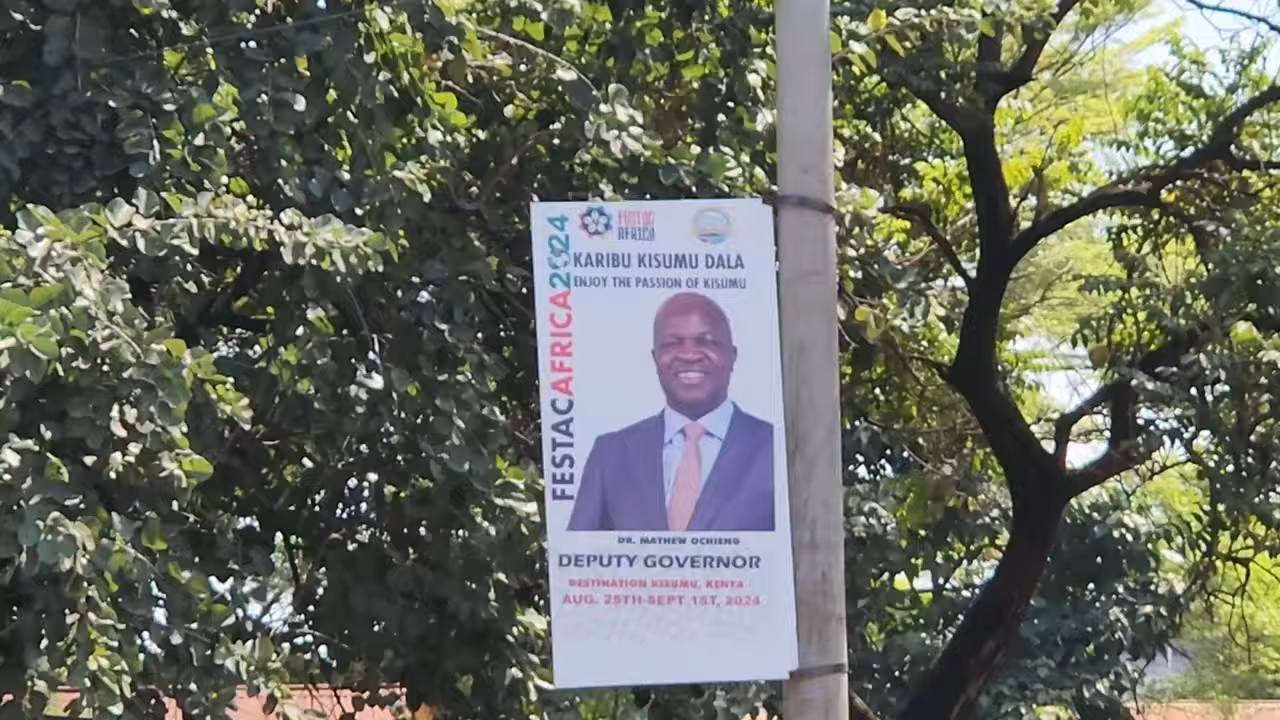 FESTAC AFRICA
KARIBU KISUMU DALA
ENJOY THE PASSION OF KISUMU
FESTACAFRICA2024
DR. MATHEW OCHIENG
DEPUTY GOVERNOR
DESTINATION KISUMU, KENYA
AUG. 25TH-SEPT 1ST, 2024